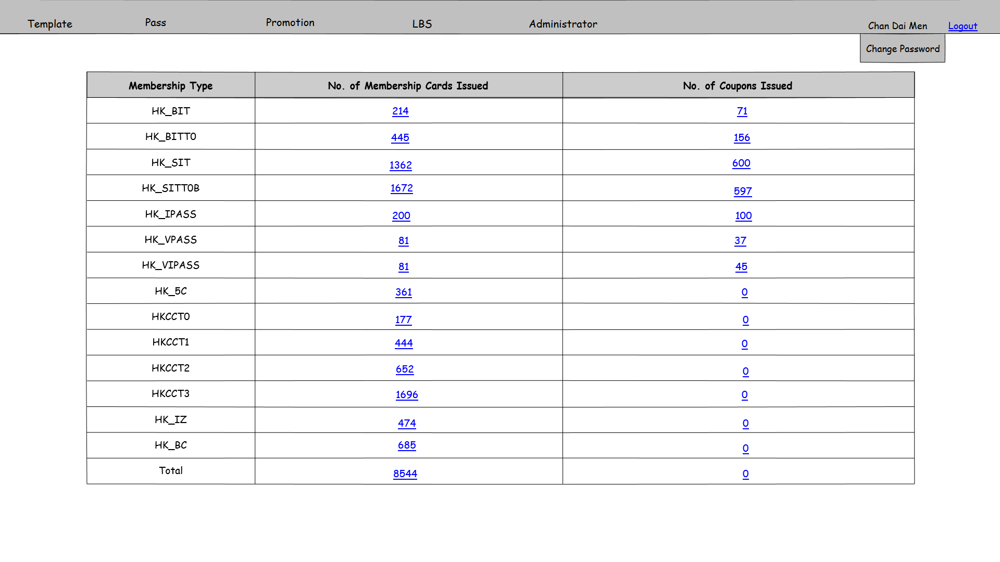 Template Pass Promotion LBS Administrator Chan Dai Men Logout
Change Password
Membership Type No. of Membership Cards Issued No. of Coupons Issued
HK_BIT 214 71
HK_BITT0 445 156
HK_SIT 1362 600
HK_SITT0B 1672 597
HK_IPASS 200 100
HK_VPASS 81 37
HK_VIPASS 81 45
HK_5C 361 0
HKCCT0 177 0
HKCCT1 444 0
HKCCT2 652 0
HKCCT3 1696 0
HK_IZ 474 0
HK_BC 685 0
Total 8544 0